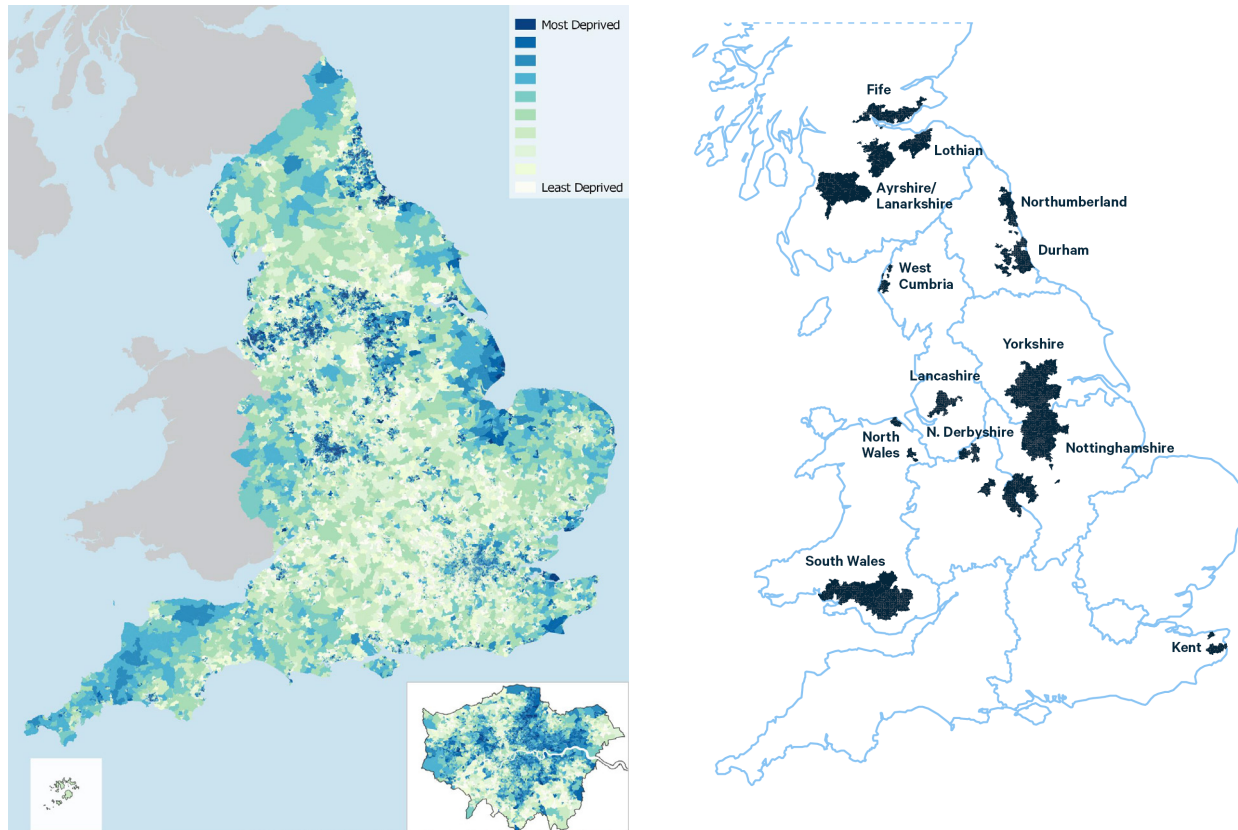 Most Deprived
Least Deprived
Fife
Lothian
Ayrshire/
Lanarkshire
Northumberland
Durham
West
Cumbria
Yorkshire
Lancashire
N. Derbyshire
North
Wales
Nottinghamshire
South Wales
Kent